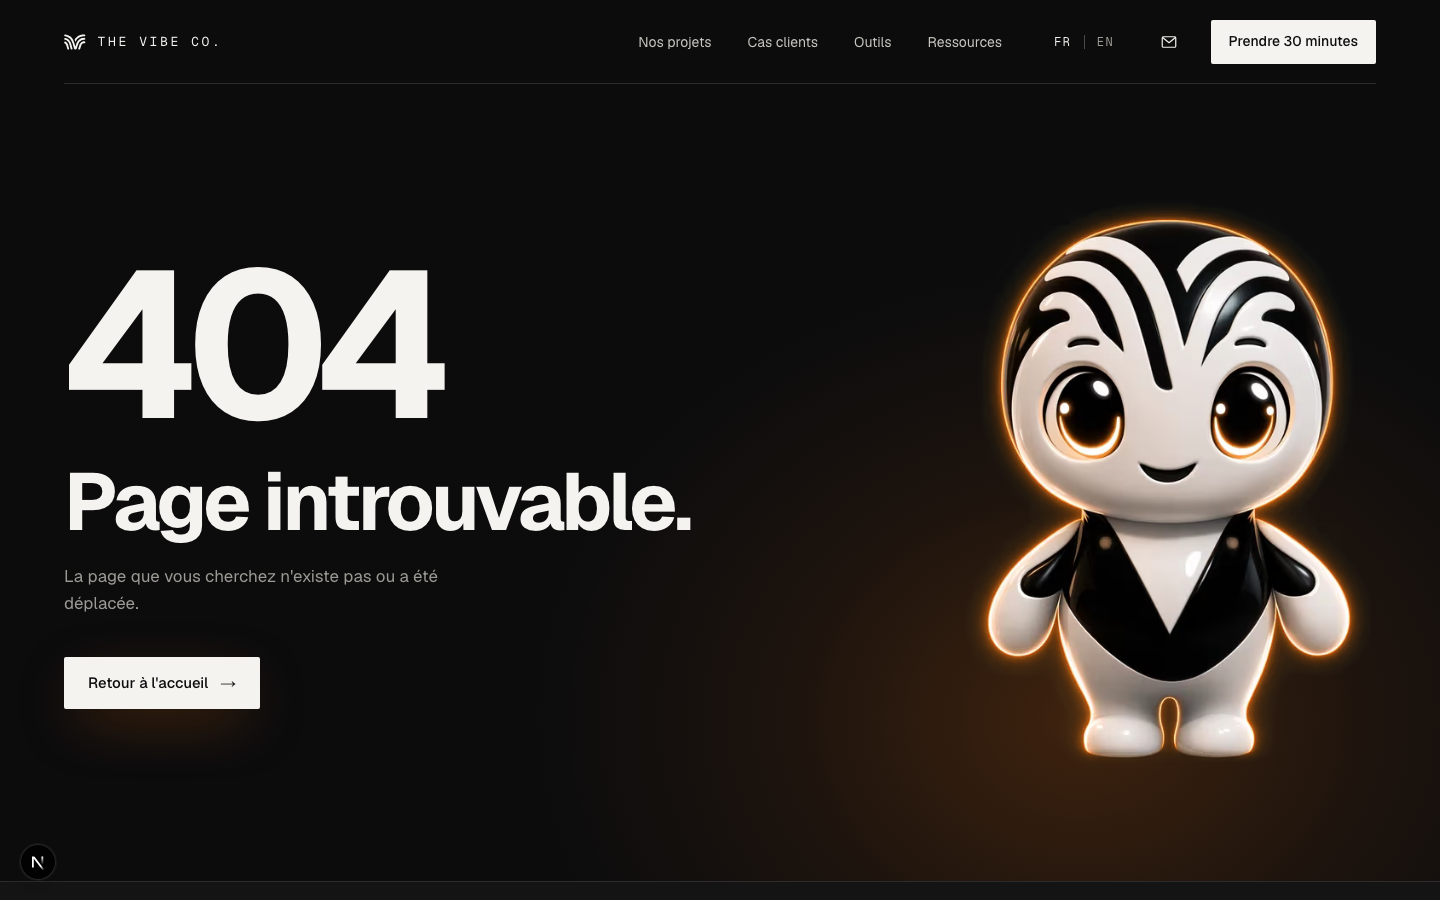 THE VIBE CO.
Nos projets
Cas clients
Outils
Ressources
FR | EN
Prendre 30 minutes
404
Page introuvable.
La page que vous cherchez n'existe pas ou a été
déplacée.
Retour à l'accueil →
N